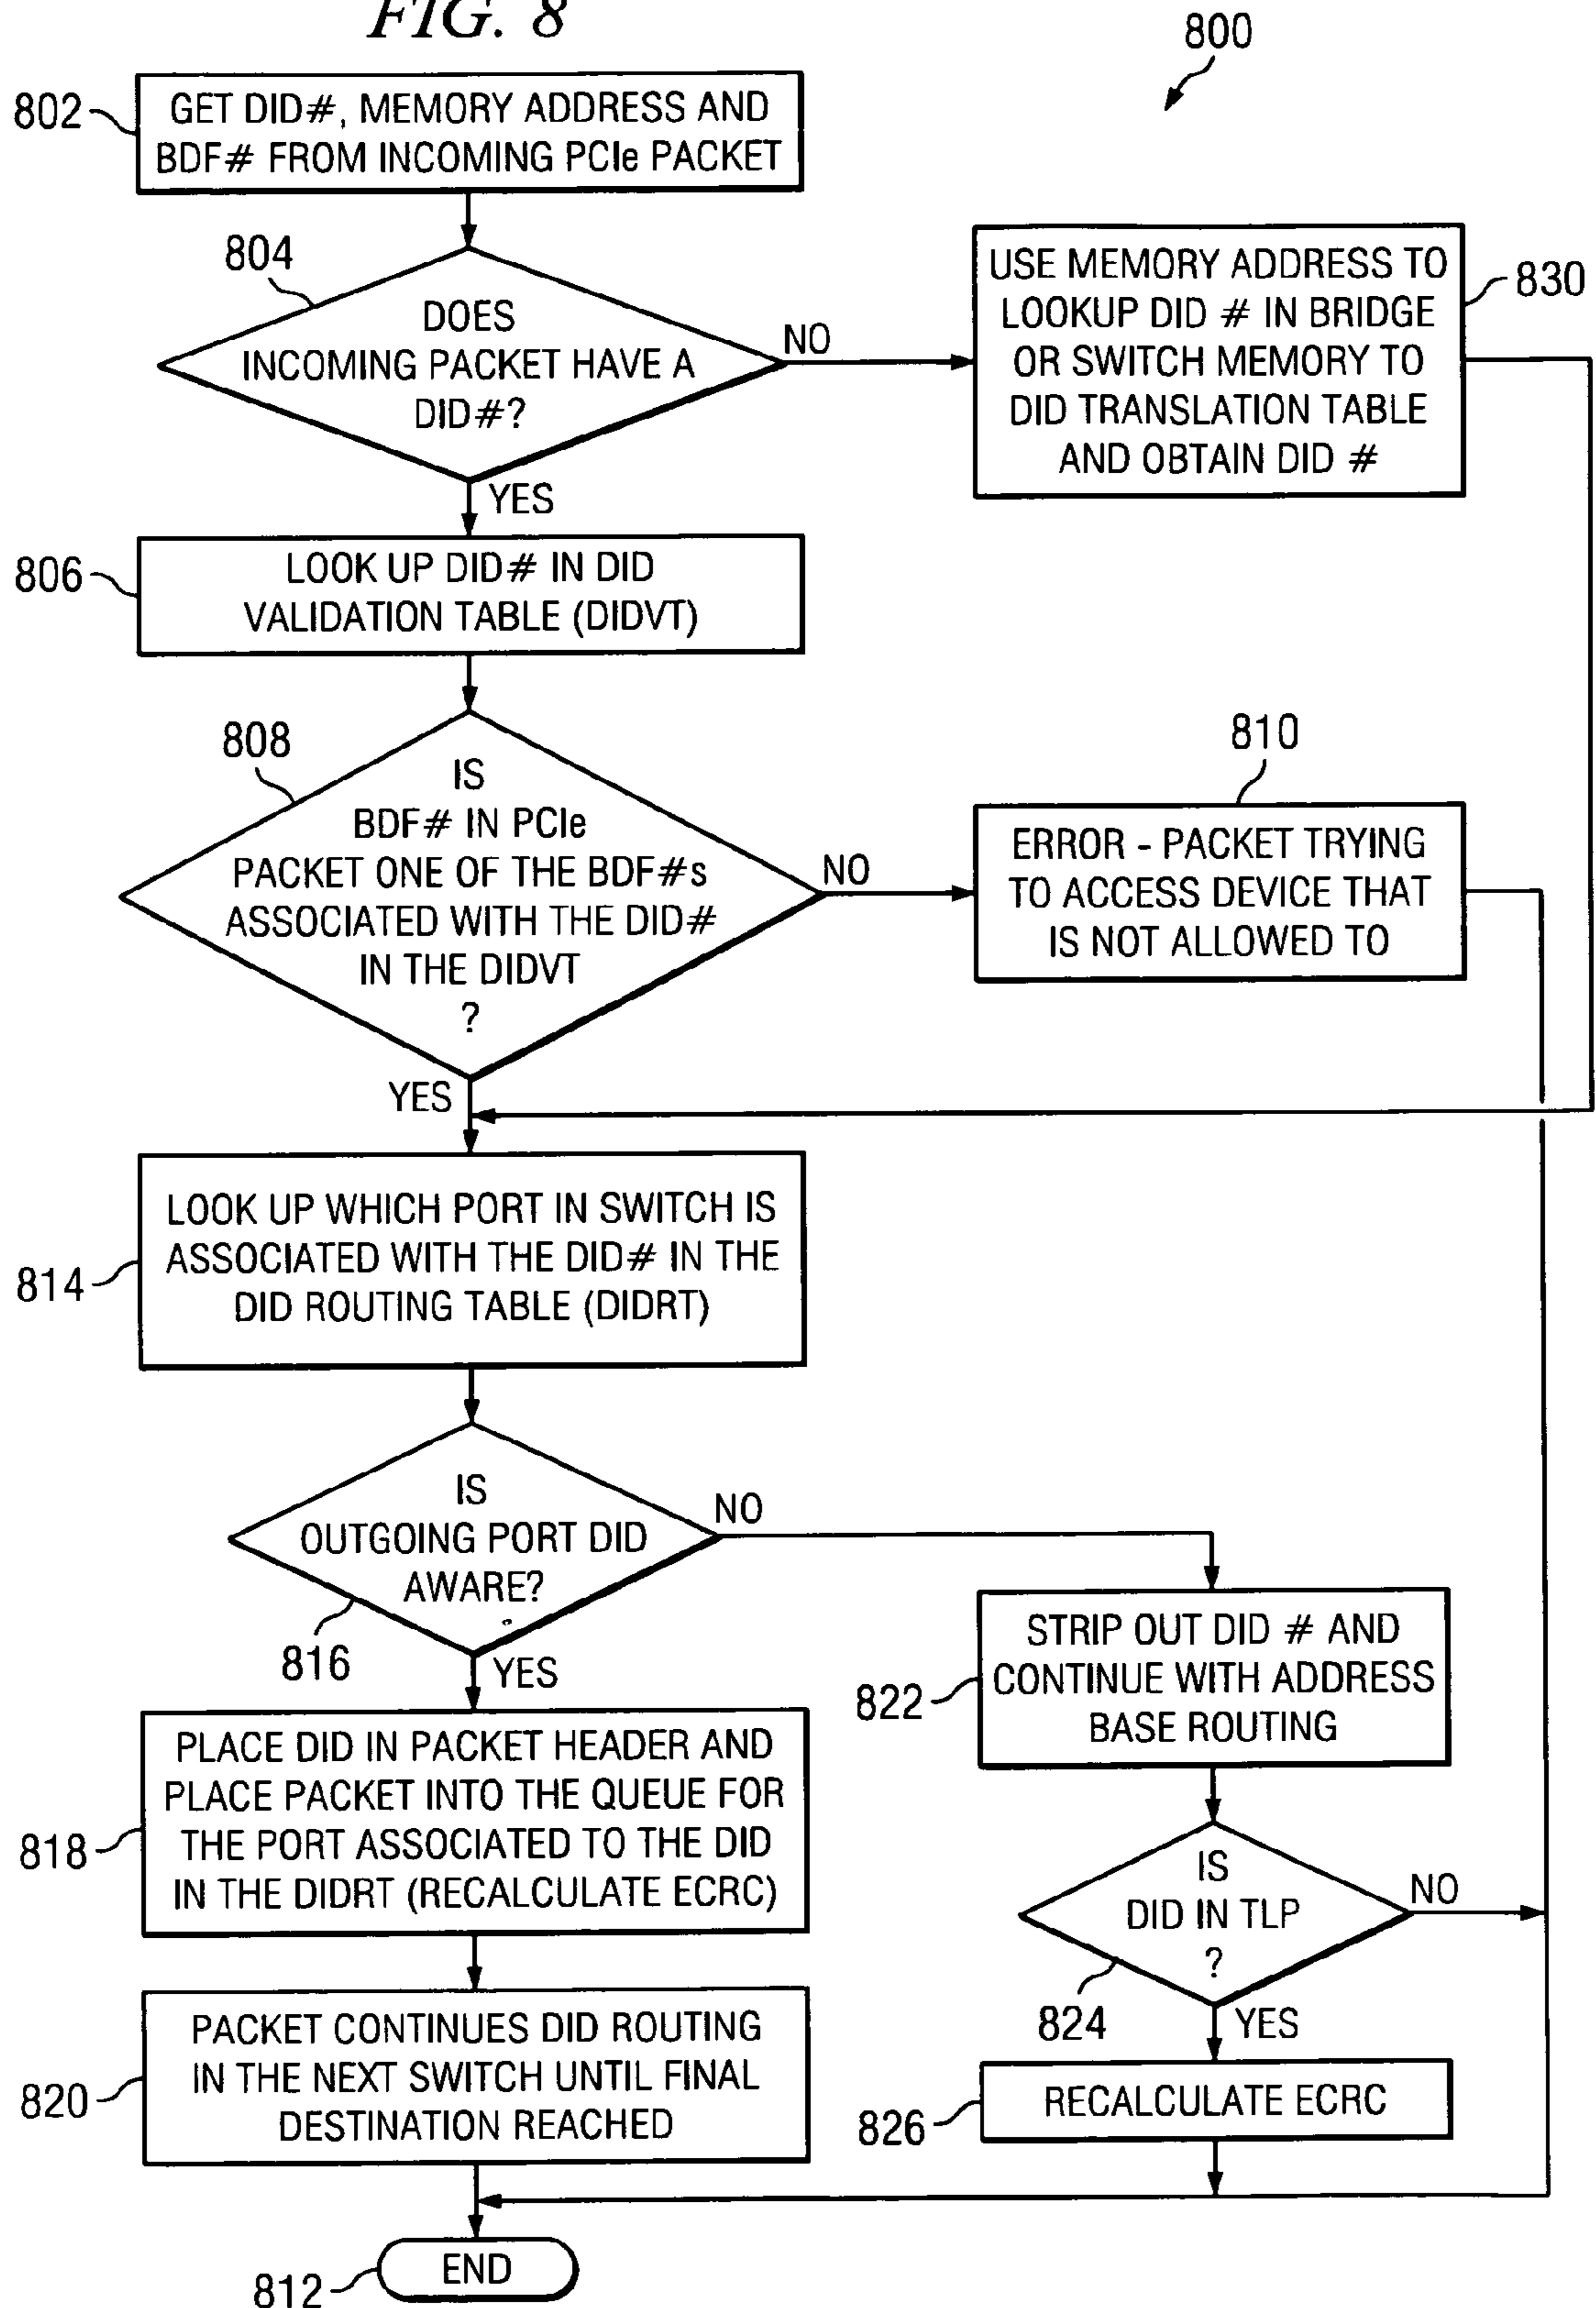 FIG. 8
800
802
GET DID#, MEMORY ADDRESS AND
BDF# FROM INCOMING PCIe PACKET
804
DOES
INCOMING PACKET HAVE A
DID#?
NO
YES
USE MEMORY ADDRESS TO
LOOKUP DID # IN BRIDGE
OR SWITCH MEMORY TO
DID TRANSLATION TABLE
AND OBTAIN DID #
830
806
LOOK UP DID# IN DID
VALIDATION TABLE (DIDVT)
808
IS
BDF# IN PCIe
PACKET ONE OF THE BDF#s
ASSOCIATED WITH THE DID#
IN THE DIDVT
?
NO
YES
810
ERROR - PACKET TRYING
TO ACCESS DEVICE THAT
IS NOT ALLOWED TO
814
LOOK UP WHICH PORT IN SWITCH IS
ASSOCIATED WITH THE DID# IN THE
DID ROUTING TABLE (DIDRT)
IS
OUTGOING PORT DID
AWARE?
816
NO
YES
822
STRIP OUT DID # AND
CONTINUE WITH ADDRESS
BASE ROUTING
818
PLACE DID IN PACKET HEADER AND
PLACE PACKET INTO THE QUEUE FOR
THE PORT ASSOCIATED TO THE DID
IN THE DIDRT (RECALCULATE ECRC)
IS
DID IN TLP
?
824
NO
YES
820
PACKET CONTINUES DID ROUTING
IN THE NEXT SWITCH UNTIL FINAL
DESTINATION REACHED
826
RECALCULATE ECRC
812
END